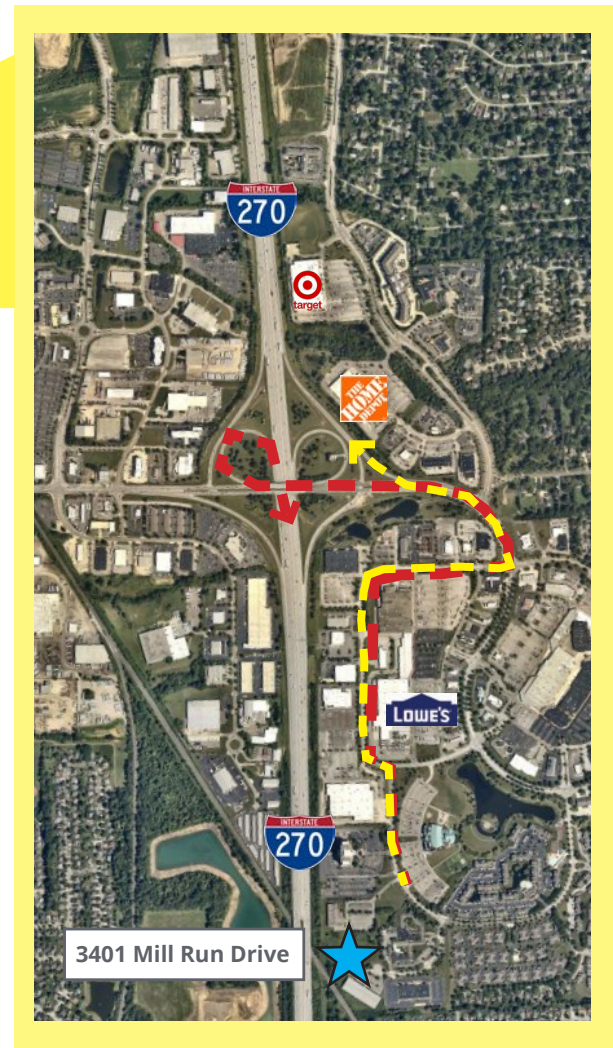 INTERSTATE
270
target
THE
HOME
DEPOT
LOWE'S
INTERSTATE
270
3401 Mill Run Drive